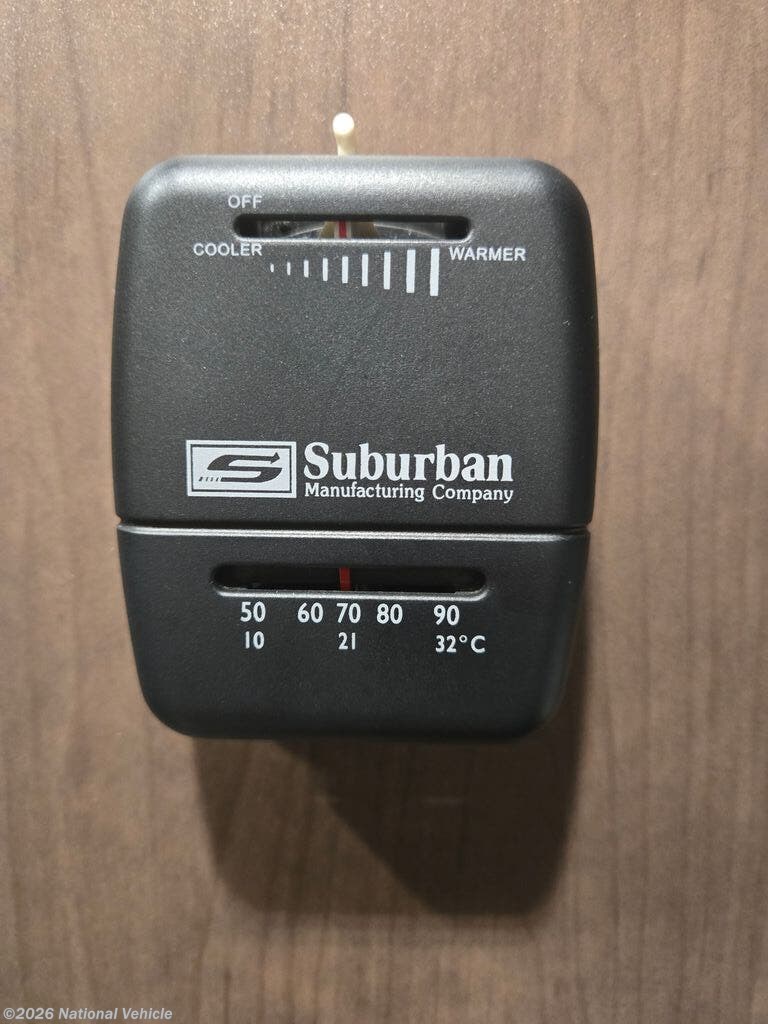 OFF
COOLER
WARMER
Suburban
Manufacturing Company
50 60 70 80 90
10 21 32°C
©2026 National Vehicle